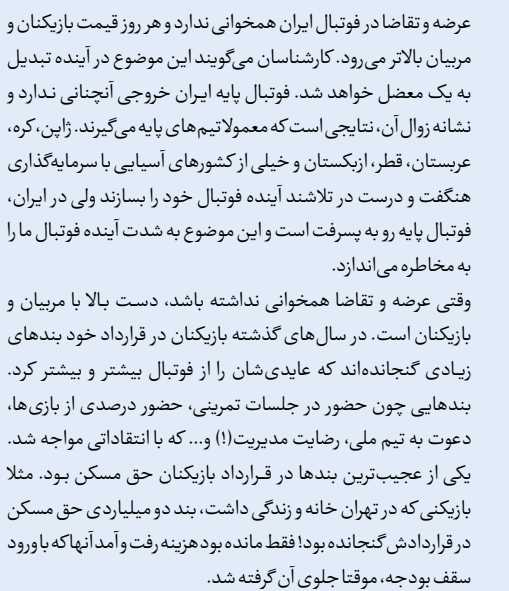 عرضه و تقاضا در فوتبال ایران همخوانی ندارد و هر روز قیمت بازیکنان و
مربیان بالاتر می‌رود. کارشناسان می‌گویند این موضوع در آینده تبدیل
به یک معضل خواهد شد. فوتبال پایه ایران خروجی آنچنانی ندارد و
نشانه زوال آن، نتایجی است که معمولا تیم‌های پایه می‌گیرند. ژاپن، کره،
عربستان، قطر، ازبکستان و خیلی از کشورهای آسیایی با سرمایه‌گذاری
هنگفت و درست در تلاشند آینده فوتبال خود را بسازند ولی در ایران،
فوتبال پایه رو به پسرفت است و این موضوع به شدت آینده فوتبال ما را
به مخاطره می‌اندازد.
وقتی عرضه و تقاضا همخوانی نداشته باشد، دست بالا با مربیان و
بازیکنان است. در سال‌های گذشته بازیکنان در قرارداد خود بندهای
زیادی گنجانده‌اند که عایدی‌شان را از فوتبال بیشتر و بیشتر کرد.
بندهایی چون حضور در جلسات تمرینی، حضور درصدی از بازی‌ها،
دعوت به تیم ملی، رضایت مدیریت(!) و... که با انتقاداتی مواجه شد.
یکی از عجیب‌ترین بندها در قرارداد بازیکنان حق مسکن بود. مثلا
بازیکنی که در تهران خانه و زندگی داشت، بند دو میلیاردی حق مسکن
در قراردادش گنجانده بود! فقط مانده بود هزینه رفت و آمد آنها که با ورود
سقف بودجه، موقتا جلوی آن گرفته شد.